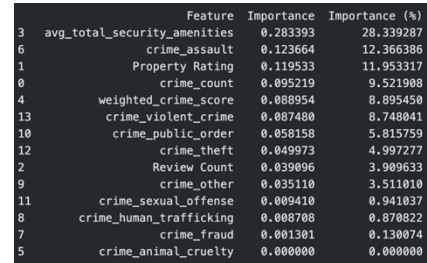 Feature Importance Importance (%)
3 avg_total_security_amenities 0.283393 28.339287
6 crime_assault 0.123664 12.366386
1 Property Rating 0.119533 11.953317
0 crime_count 0.095219 9.521908
4 weighted_crime_score 0.088954 8.895450
13 crime_violent_crime 0.087480 8.748041
10 crime_public_order 0.058158 5.815759
12 crime_theft 0.049973 4.997277
2 Review Count 0.039096 3.909633
9 crime_other 0.035110 3.511010
11 crime_sexual_offense 0.009410 0.941037
8 crime_human_trafficking 0.008708 0.870822
7 crime_fraud 0.001301 0.130074
5 crime_animal_cruelty 0.000000 0.000000